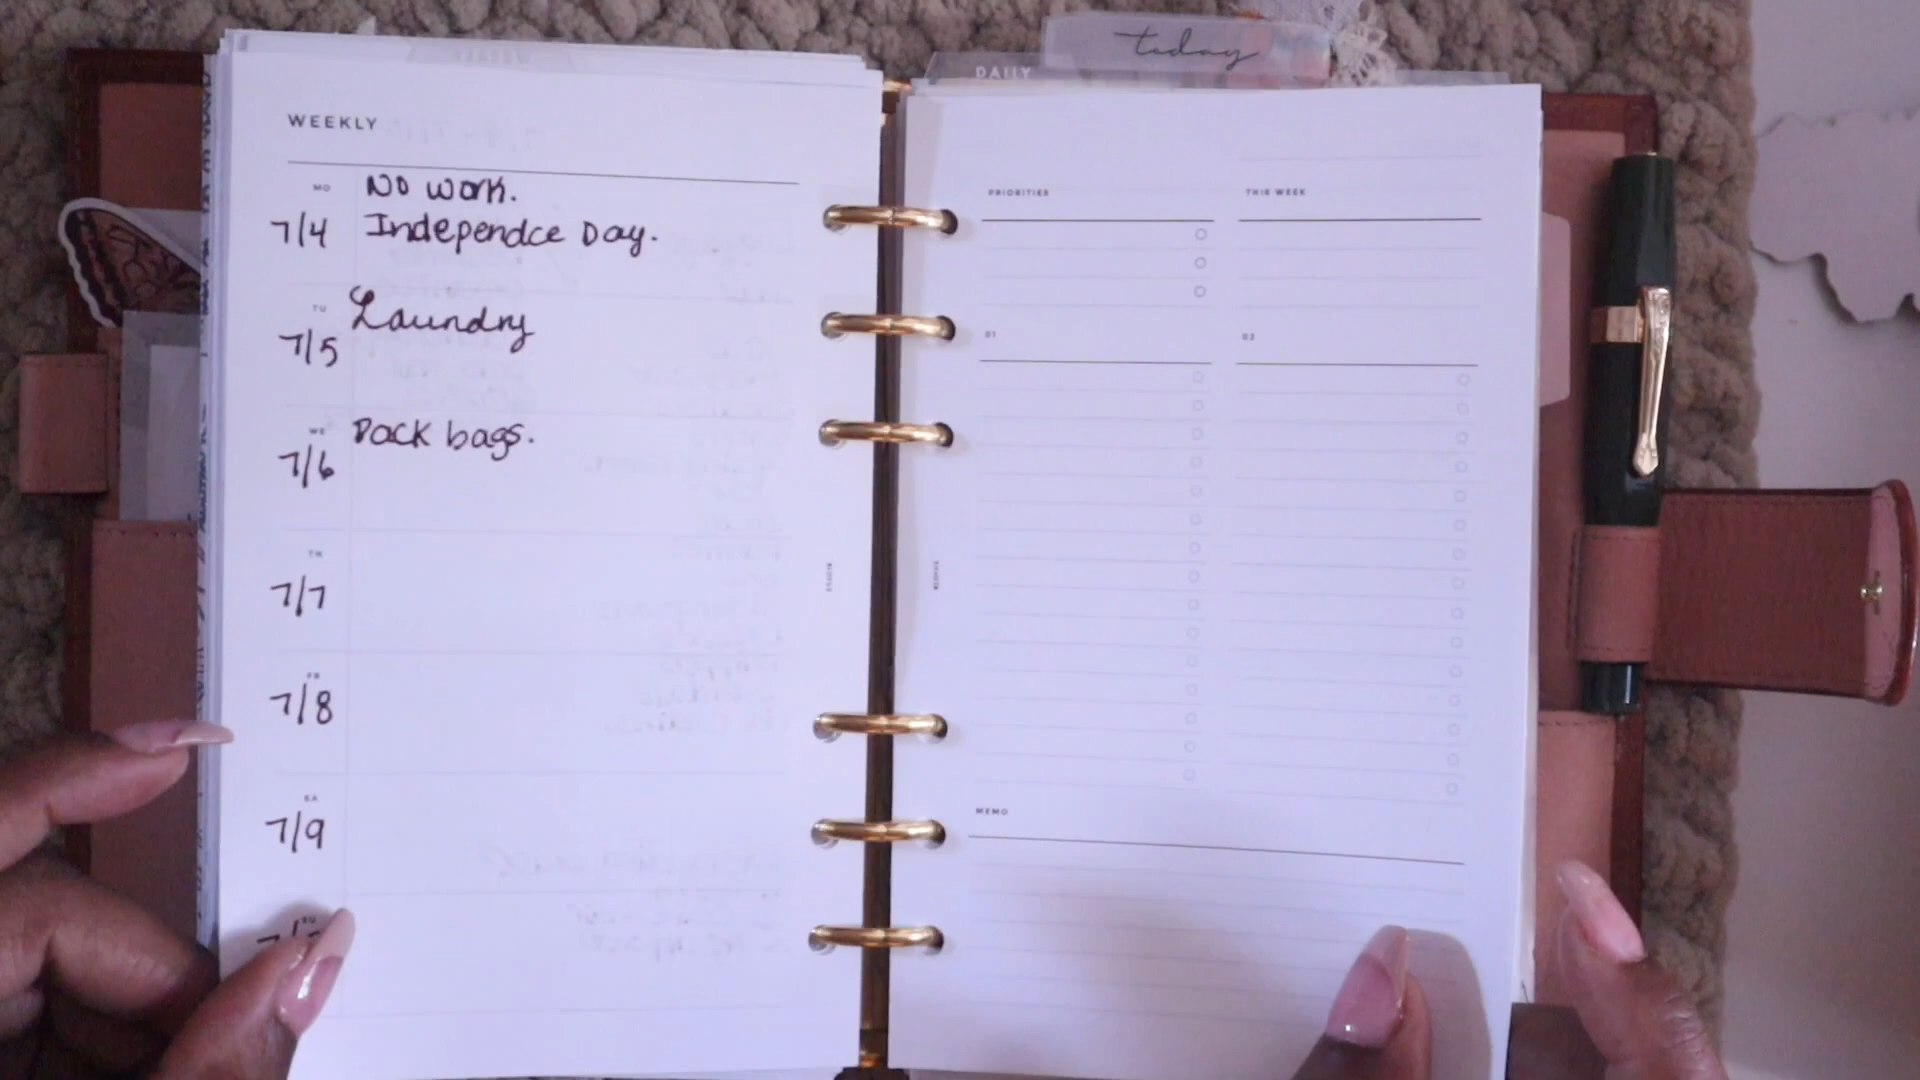 today
DAILY
WEEKLY
MO
7/4
No work.
Independce Day.
TU
7/5
Laundry
WE
7/6
Pack bags.
TH
7/7
FR
7/8
SA
7/9
SU
PRIORITIES
THIS WEEK
01
02
MEMO